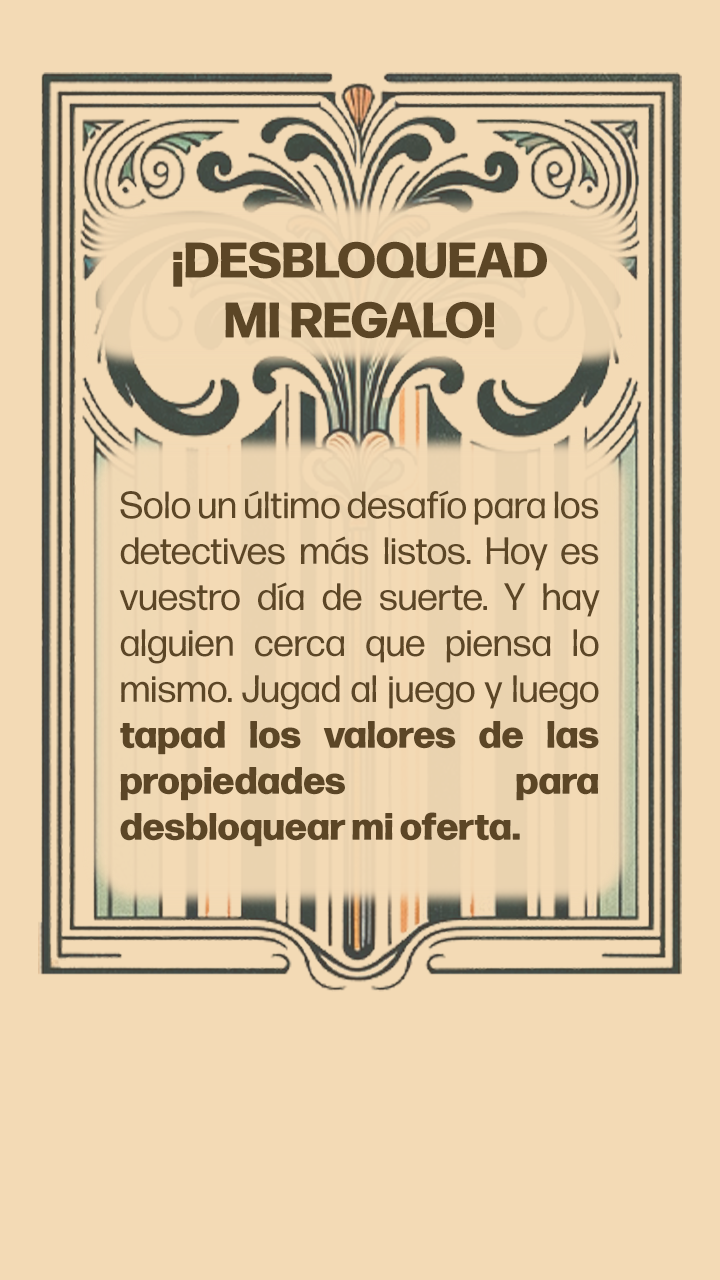 ¡DESBLOQUEAD
MI REGALO!
Solo un último desafío para los
detectives más listos. Hoy es
vuestro día de suerte. Y hay
alguien cerca que piensa lo
mismo. Jugad al juego y luego
tapad los valores de las
propiedades para
desbloquear mi oferta.